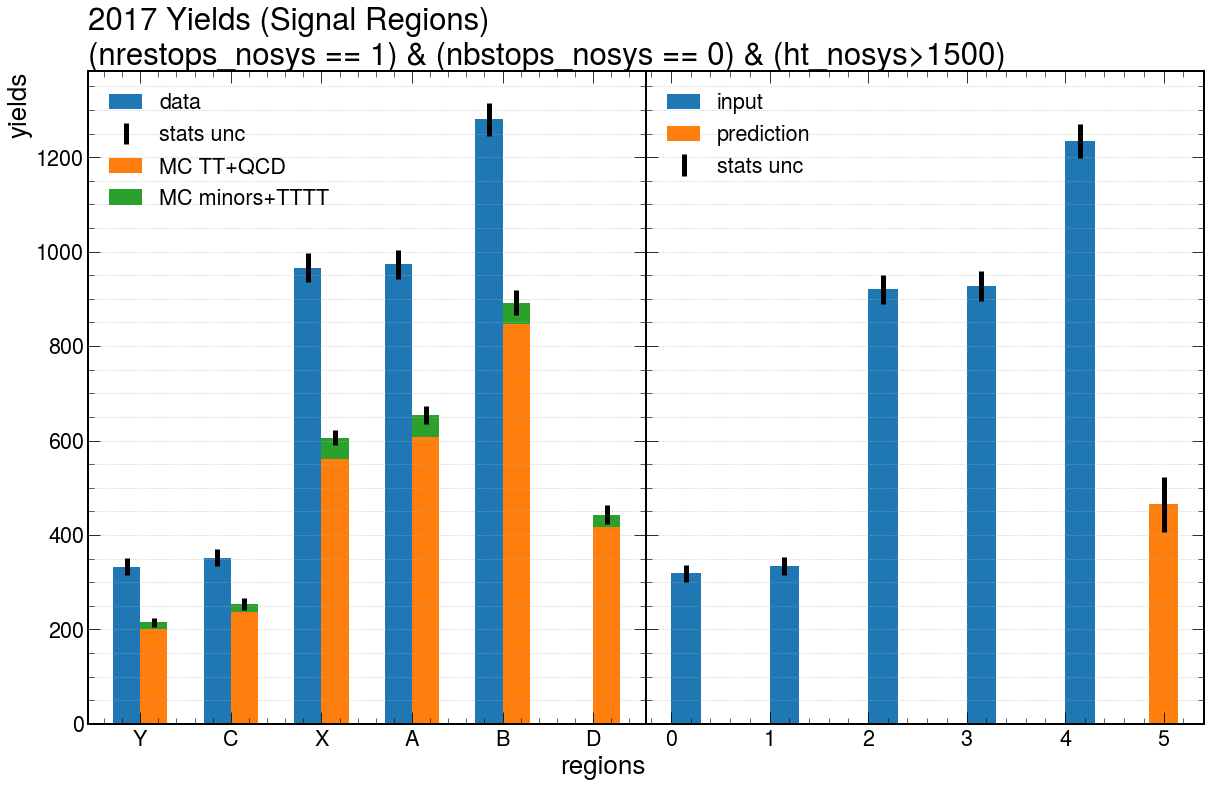 2017 Yields (Signal Regions)
(nrestops_nosys == 1) & (nbstops_nosys == 0) & (ht_nosys>1500)
yields
data
stats unc
MC TT+QCD
MC minors+TTTT
input
prediction
stats unc
1200
1000
800
600
400
200
0
Y C X A B D
0 1 2 3 4 5
regions